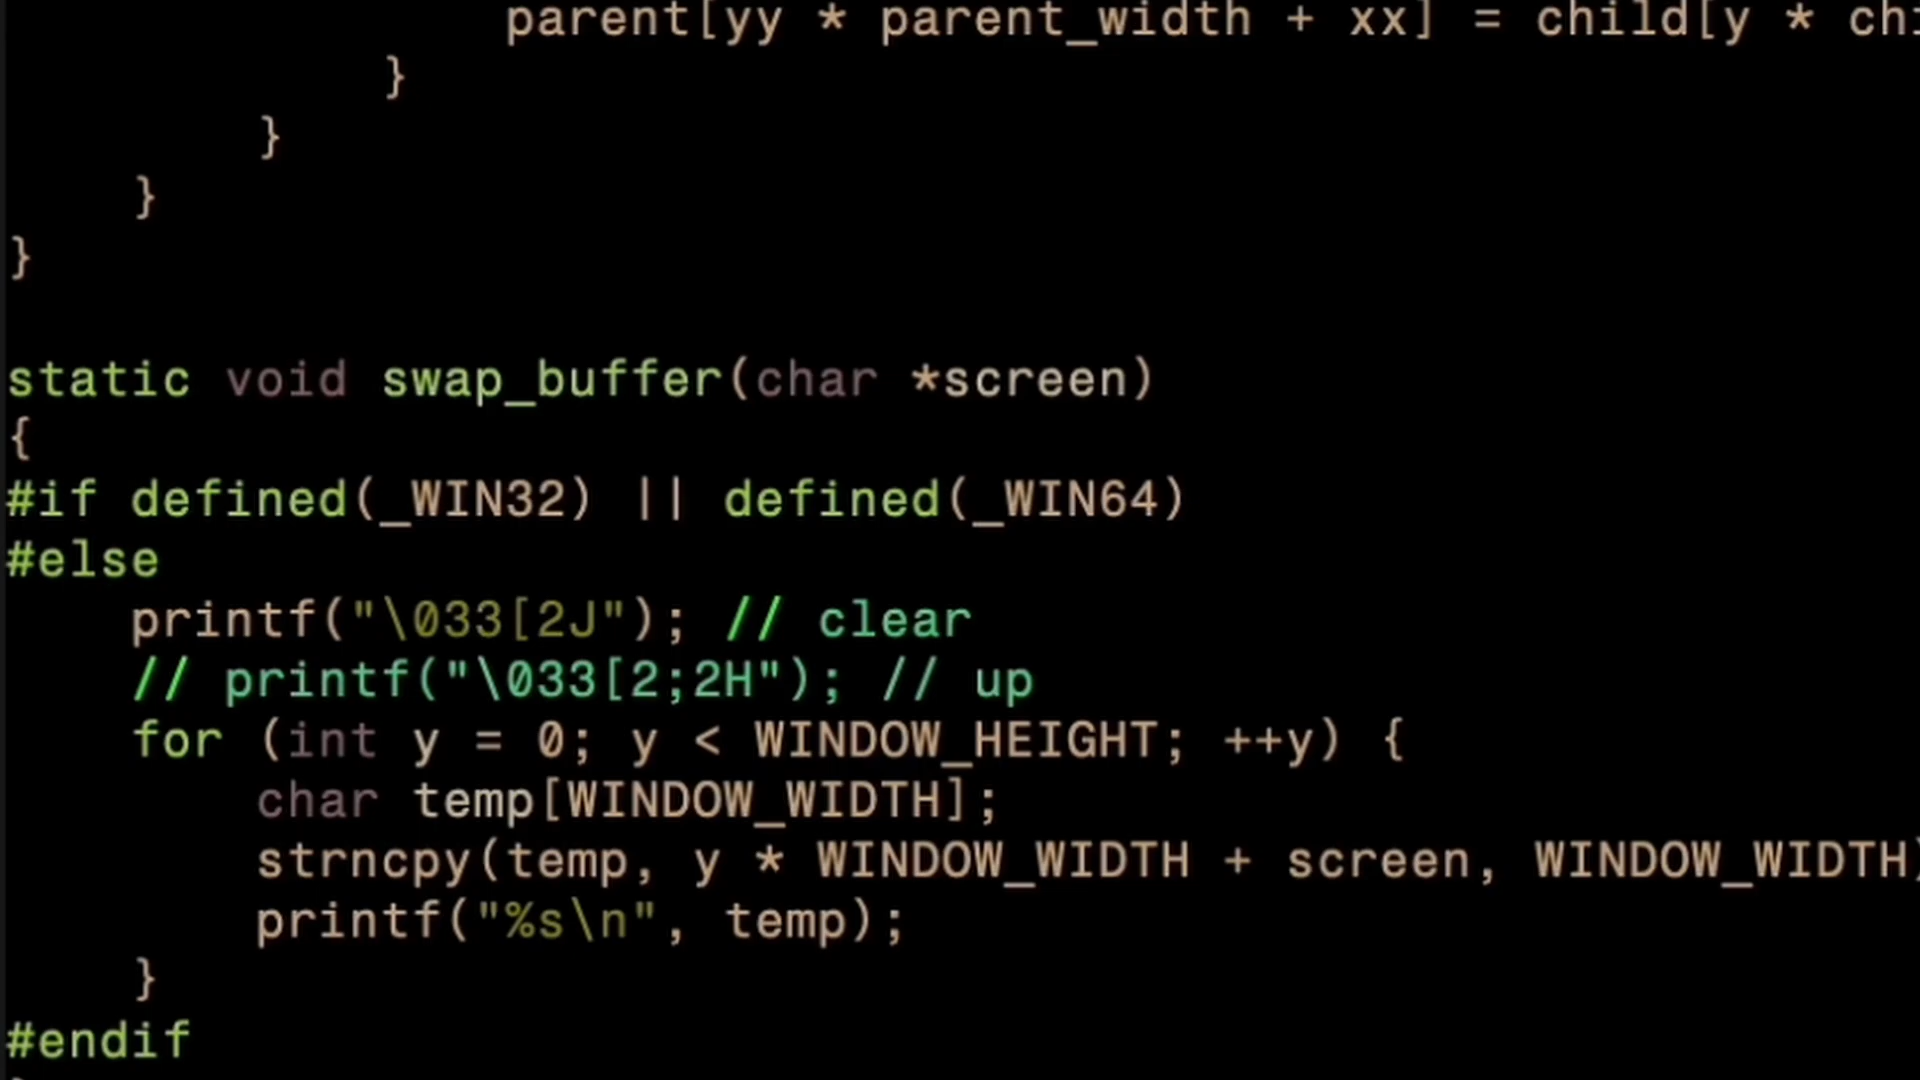 parent[yy * parent_width + xx] = child[y *
}
}
}
}
static void swap_buffer(char *screen)
{
#if defined(_WIN32) || defined(_WIN64)
#else
printf("\033[2J"); // clear
// printf("\033[2;2H"); // up
for (int y = 0; y < WINDOW_HEIGHT; ++y) {
char temp[WINDOW_WIDTH];
strncpy(temp, y * WINDOW_WIDTH + screen, WINDOW_WIDTH)
printf("%s\n", temp);
}
#endif